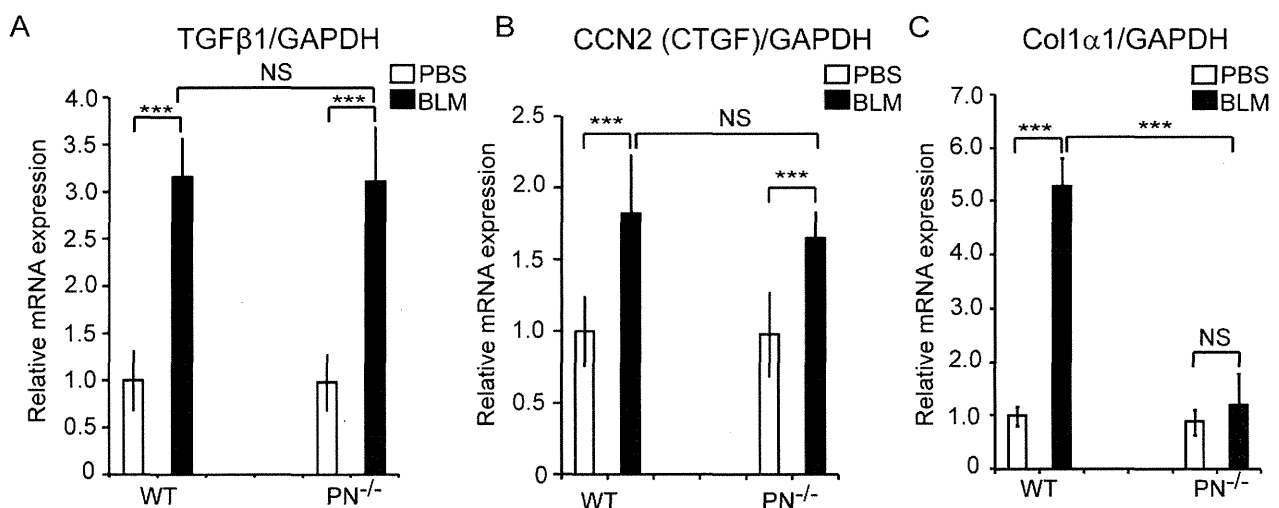 A
TGFβ1/GAPDH
PBS
BLM
NS
***
***
Relative mRNA expression
4.0
3.5
3.0
2.5
2.0
1.5
1.0
0.5
0
WT
PN-/-
B
CCN2 (CTGF)/GAPDH
PBS
BLM
***
NS
***
Relative mRNA expression
2.5
2.0
1.5
1.0
0.5
0
WT
PN-/-
C
Col1α1/GAPDH
PBS
BLM
***
***
NS
Relative mRNA expression
7.0
6.0
5.0
4.0
3.0
2.0
1.0
0
WT
PN-/-